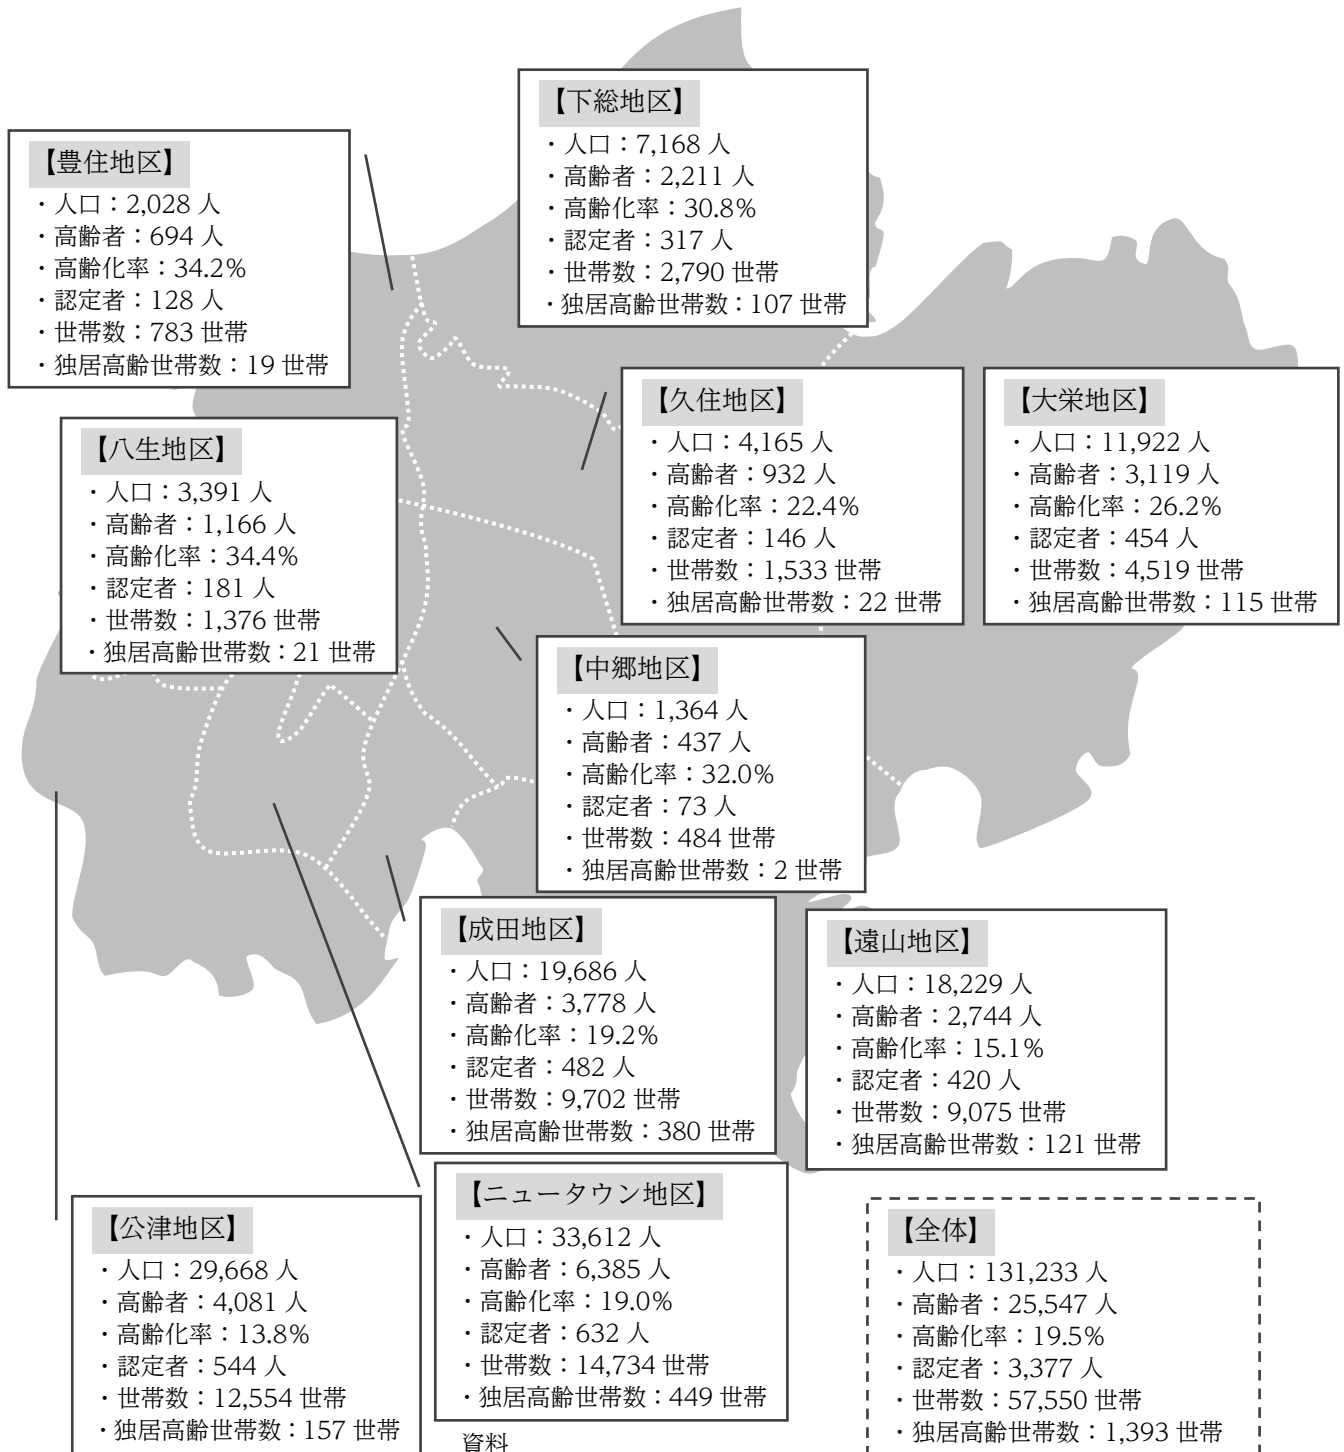 【下総地区】
・人口：7,168 人
・高齢者：2,211 人
・高齢化率：30.8%
・認定者：317 人
・世帯数：2,790 世帯
・独居高齢世帯数：107 世帯
【豊住地区】
・人口：2,028 人
・高齢者：694 人
・高齢化率：34.2%
・認定者：128 人
・世帯数：783 世帯
・独居高齢世帯数：19 世帯
【久住地区】
・人口：4,165 人
・高齢者：932 人
・高齢化率：22.4%
・認定者：146 人
・世帯数：1,533 世帯
・独居高齢世帯数：22 世帯
【大栄地区】
・人口：11,922 人
・高齢者：3,119 人
・高齢化率：26.2%
・認定者：454 人
・世帯数：4,519 世帯
・独居高齢世帯数：115 世帯
【八生地区】
・人口：3,391 人
・高齢者：1,166 人
・高齢化率：34.4%
・認定者：181 人
・世帯数：1,376 世帯
・独居高齢世帯数：21 世帯
【中郷地区】
・人口：1,364 人
・高齢者：437 人
・高齢化率：32.0%
・認定者：73 人
・世帯数：484 世帯
・独居高齢世帯数：2 世帯
【成田地区】
・人口：19,686 人
・高齢者：3,778 人
・高齢化率：19.2%
・認定者：482 人
・世帯数：9,702 世帯
・独居高齢世帯数：380 世帯
【遠山地区】
・人口：18,229 人
・高齢者：2,744 人
・高齢化率：15.1%
・認定者：420 人
・世帯数：9,075 世帯
・独居高齢世帯数：121 世帯
【ニュータウン地区】
・人口：33,612 人
・高齢者：6,385 人
・高齢化率：19.0%
・認定者：632 人
・世帯数：14,734 世帯
・独居高齢世帯数：449 世帯
【公津地区】
・人口：29,668 人
・高齢者：4,081 人
・高齢化率：13.8%
・認定者：544 人
・世帯数：12,554 世帯
・独居高齢世帯数：157 世帯
【全体】
・人口：131,233 人
・高齢者：25,547 人
・高齢化率：19.5%
・認定者：3,377 人
・世帯数：57,550 世帯
・独居高齢世帯数：1,393 世帯
資料